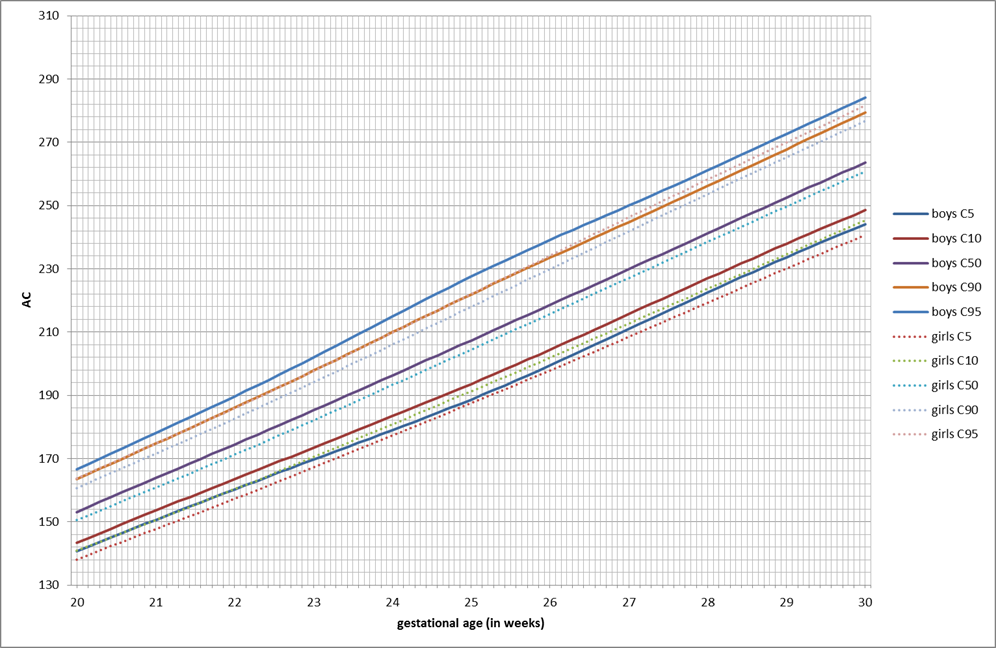 310
290
270
250
230
210
190
170
150
130
AC
20 21 22 23 24 25 26 27 28 29 30
gestational age (in weeks)
boys C5
boys C10
boys C50
boys C90
boys C95
girls C5
girls C10
girls C50
girls C90
girls C95